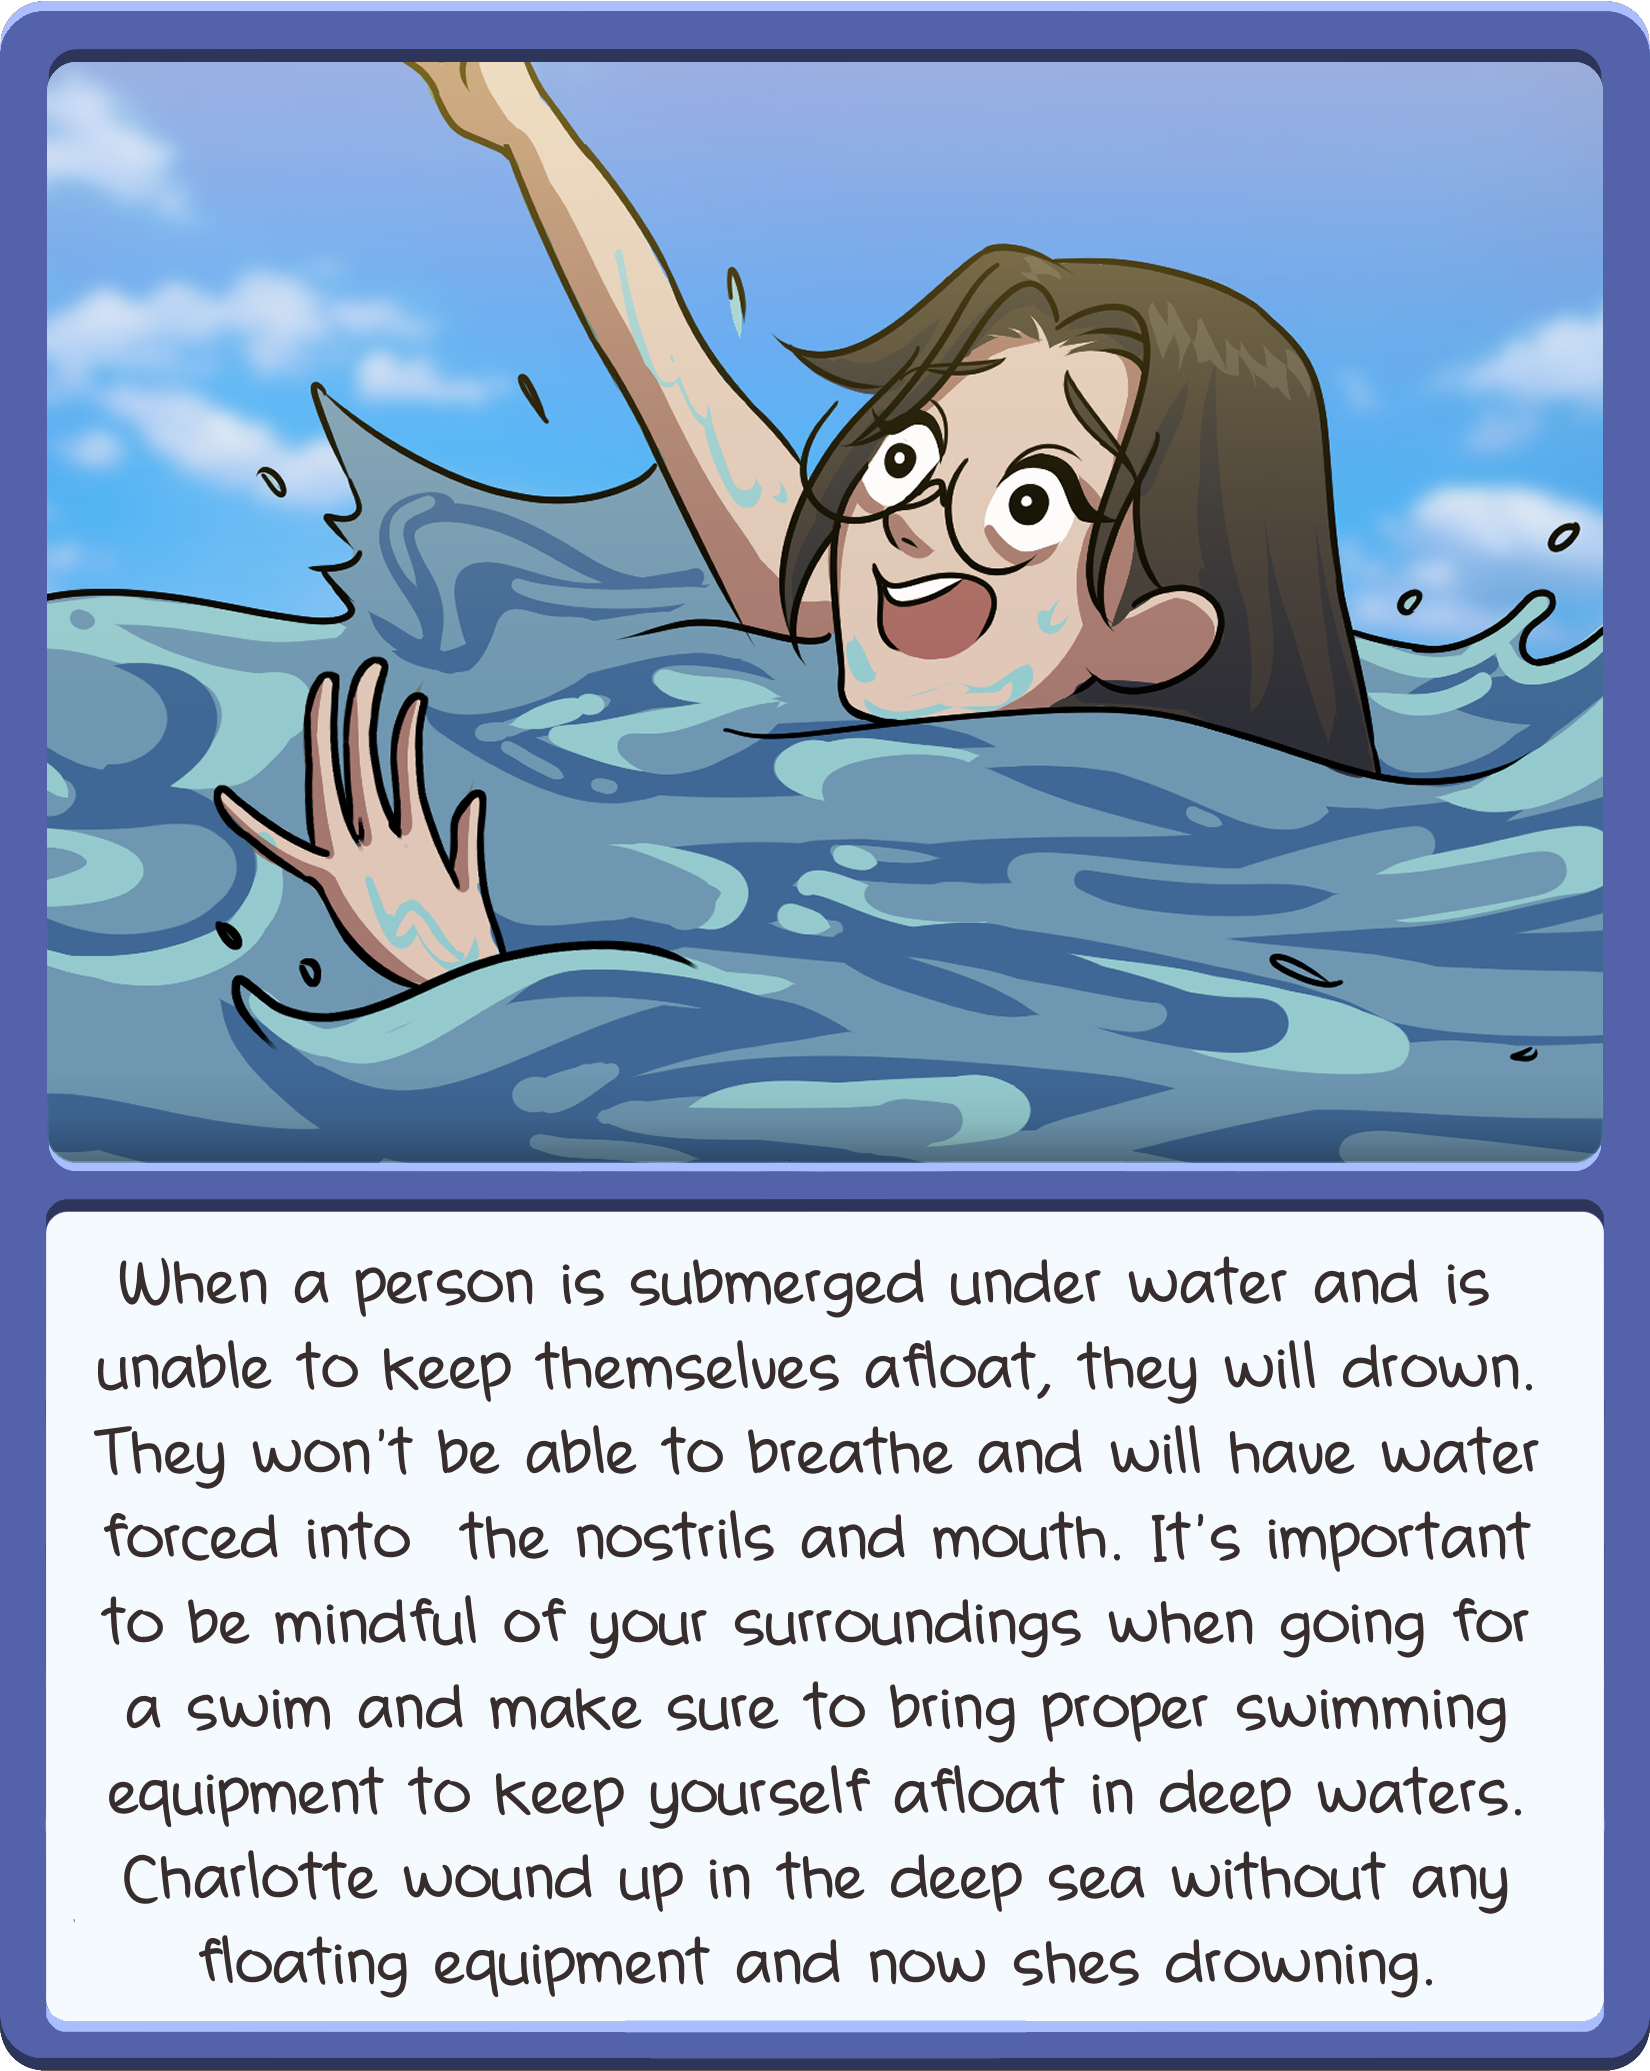 When a person is submerged under water and is
unable to keep themselves afloat, they will drown.
They won't be able to breathe and will have water
forced into the nostrils and mouth. It's important
to be mindful of your surroundings when going for
a swim and make sure to bring proper swimming
equipment to keep yourself afloat in deep waters.
Charlotte wound up in the deep sea without any
floating equipment and now shes drowning.